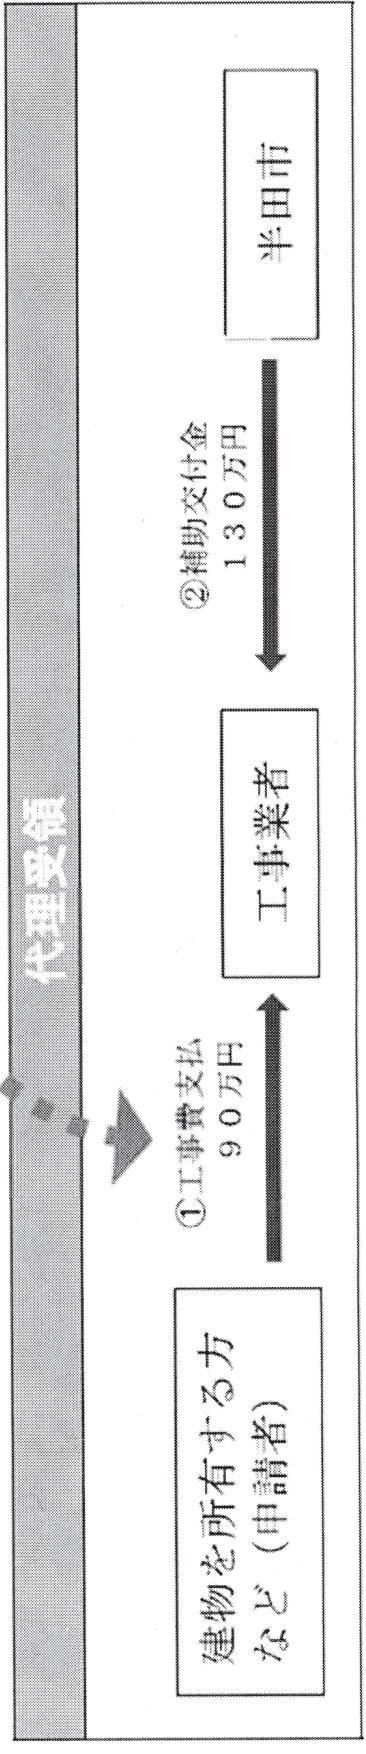 代理受領
建物を所有する方
など（申請者）
①工事費支払
９０万円
工事業者
②補助交付金
１３０万円
半田市